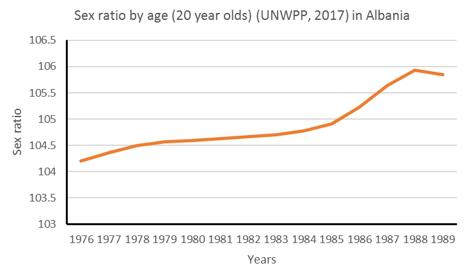 Sex ratio by age (20 year olds) (UNWPP, 2017) in Albania
106.5
106
105.5
105
104.5
104
103.5
103
Sex ratio
1976 1977 1978 1979 1980 1981 1982 1983 1984 1985 1986 1987 1988 1989
Years